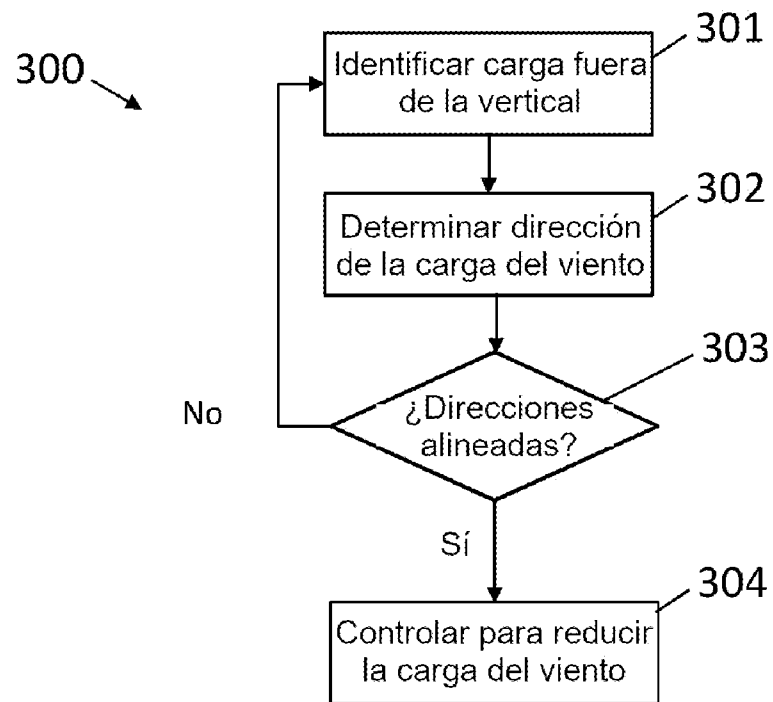 300
301
Identificar carga fuera
de la vertical
302
Determinar dirección
de la carga del viento
303
¿Direcciones
alineadas?
No
Sí
304
Controlar para reducir
la carga del viento